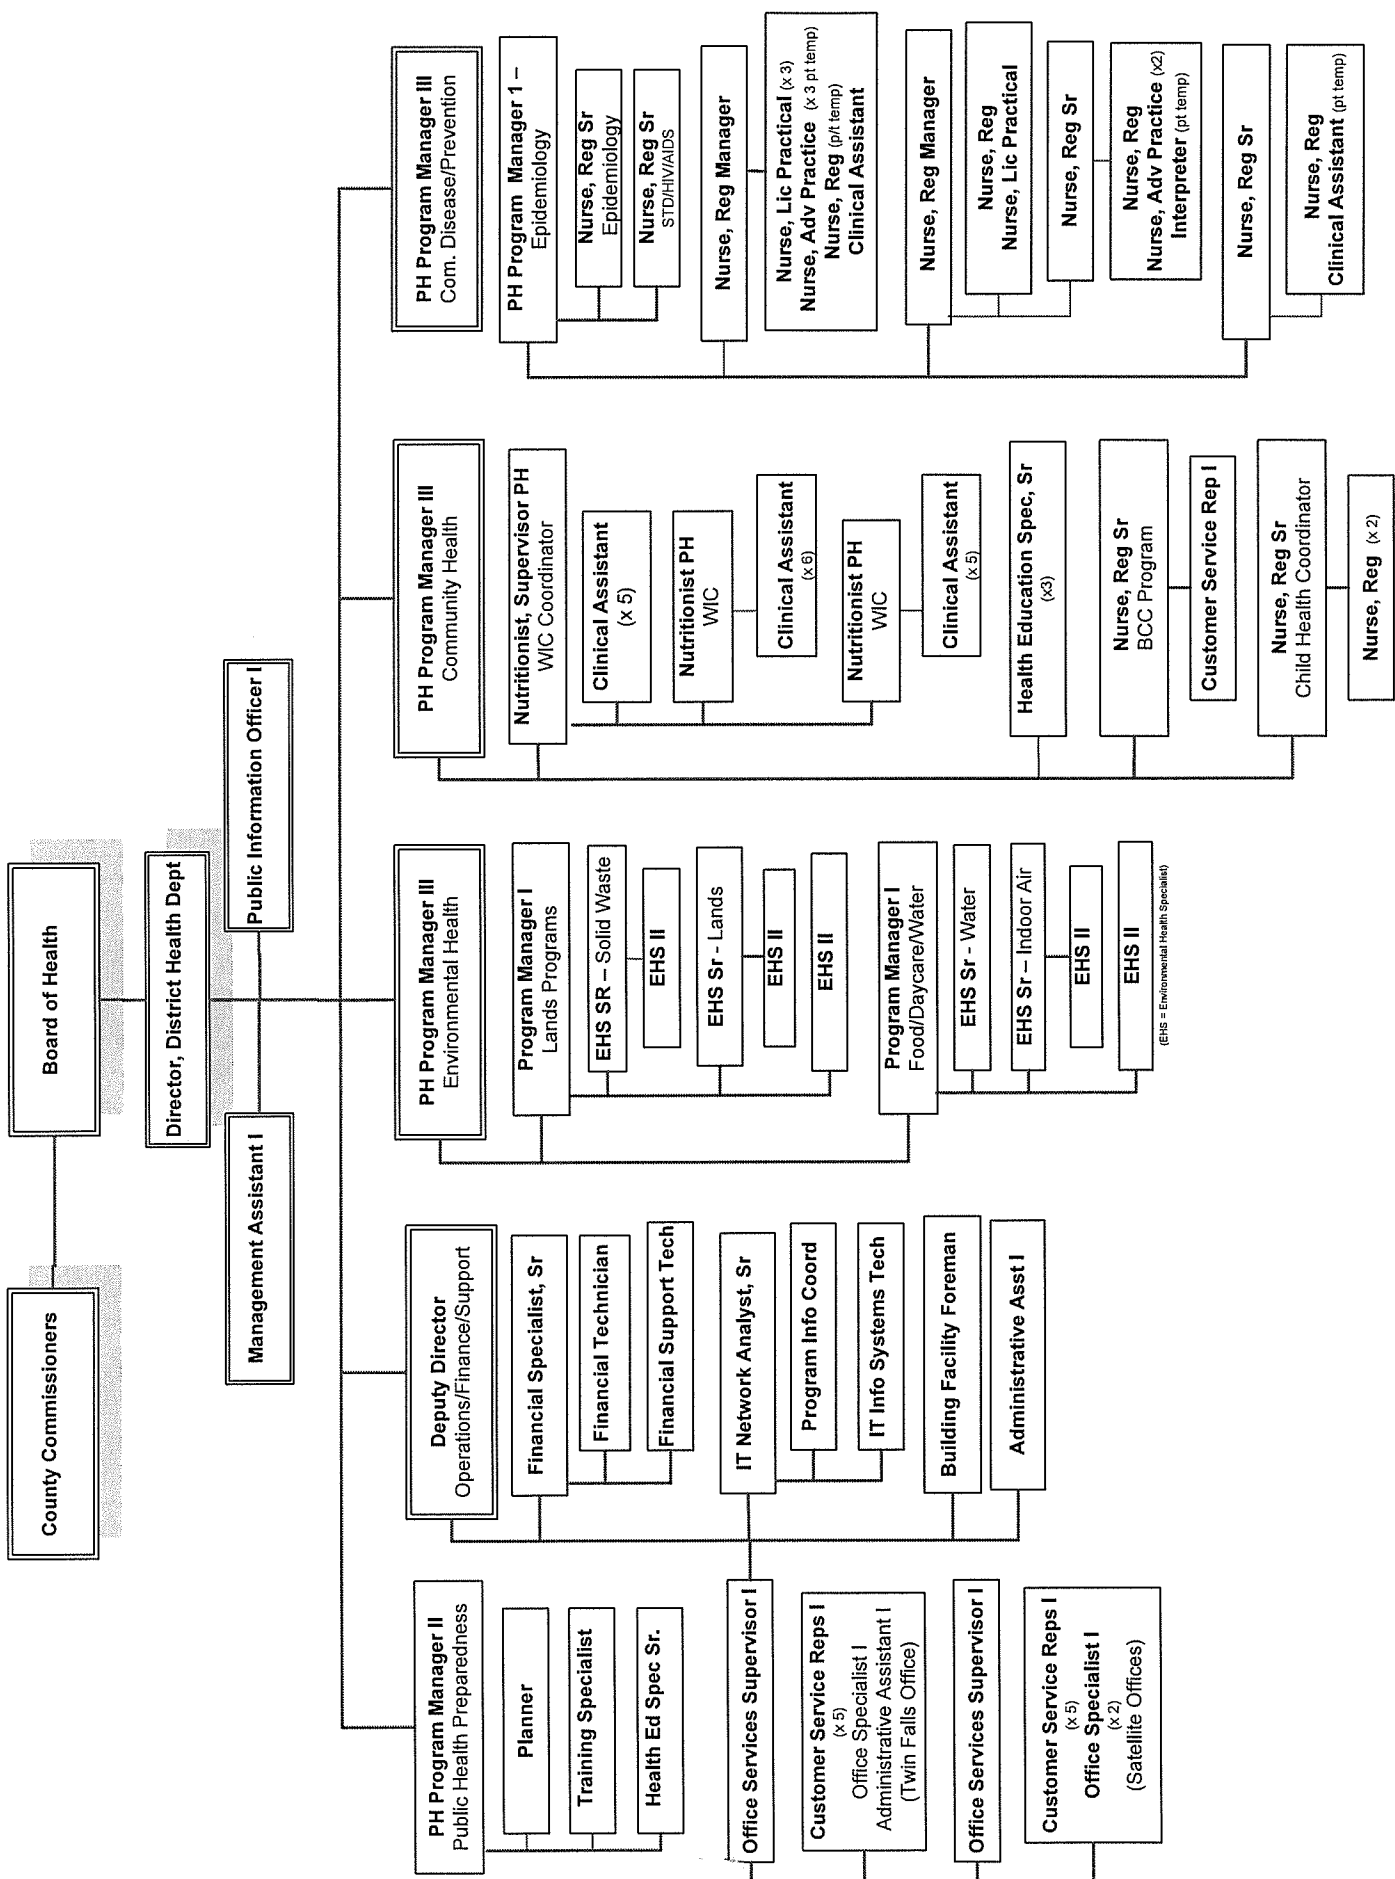 County Commissioners
Board of Health
Director, District Health Dept
Management Assistant I
Public Information Officer I
PH Program Manager II
Public Health Preparedness
Planner
Training Specialist
Health Ed Spec Sr.
Office Services Supervisor I
Customer Service Reps I
(x 5)
Office Specialist I
Administrative Assistant I
(Twin Falls Office)
Office Services Supervisor I
Customer Service Reps I
(x 5)
Office Specialist I
(x 2)
(Satellite Offices)
Deputy Director
Operations/Finance/Support
Financial Specialist, Sr
Financial Technician
Financial Support Tech
IT Network Analyst, Sr
Program Info Coord
IT Info Systems Tech
Building Facility Foreman
Administrative Asst I
PH Program Manager III
Environmental Health
Program Manager I
Lands Programs
EHS SR – Solid Waste
EHS II
EHS Sr - Lands
EHS II
EHS II
Program Manager I
Food/Daycare/Water
EHS Sr - Water
EHS Sr – Indoor Air
EHS II
EHS II
(EHS = Environmental Health Specialist)
PH Program Manager III
Community Health
Nutritionist, Supervisor PH
WIC Coordinator
Clinical Assistant
(x 5)
Nutritionist PH
WIC
Clinical Assistant
(x 6)
Nutritionist PH
WIC
Clinical Assistant
(x 5)
Health Education Spec, Sr
(x3)
Nurse, Reg Sr
BCC Program
Customer Service Rep I
Nurse, Reg Sr
Child Health Coordinator
Nurse, Reg (x 2)
PH Program Manager III
Com. Disease/Prevention
PH Program Manager 1 –
Epidemiology
Nurse, Reg Sr
Epidemiology
Nurse, Reg Sr
STD/HIV/AIDS
Nurse, Reg Manager
Nurse, Lic Practical (x 3)
Nurse, Adv Practice (x 3 pt temp)
Nurse, Reg (p/t temp)
Clinical Assistant
Nurse, Reg Manager
Nurse, Reg
Nurse, Lic Practical
Nurse, Reg Sr
Nurse, Reg
Nurse, Adv Practice (x2)
Interpreter (pt temp)
Nurse, Reg Sr
Nurse, Reg
Clinical Assistant (pt temp)